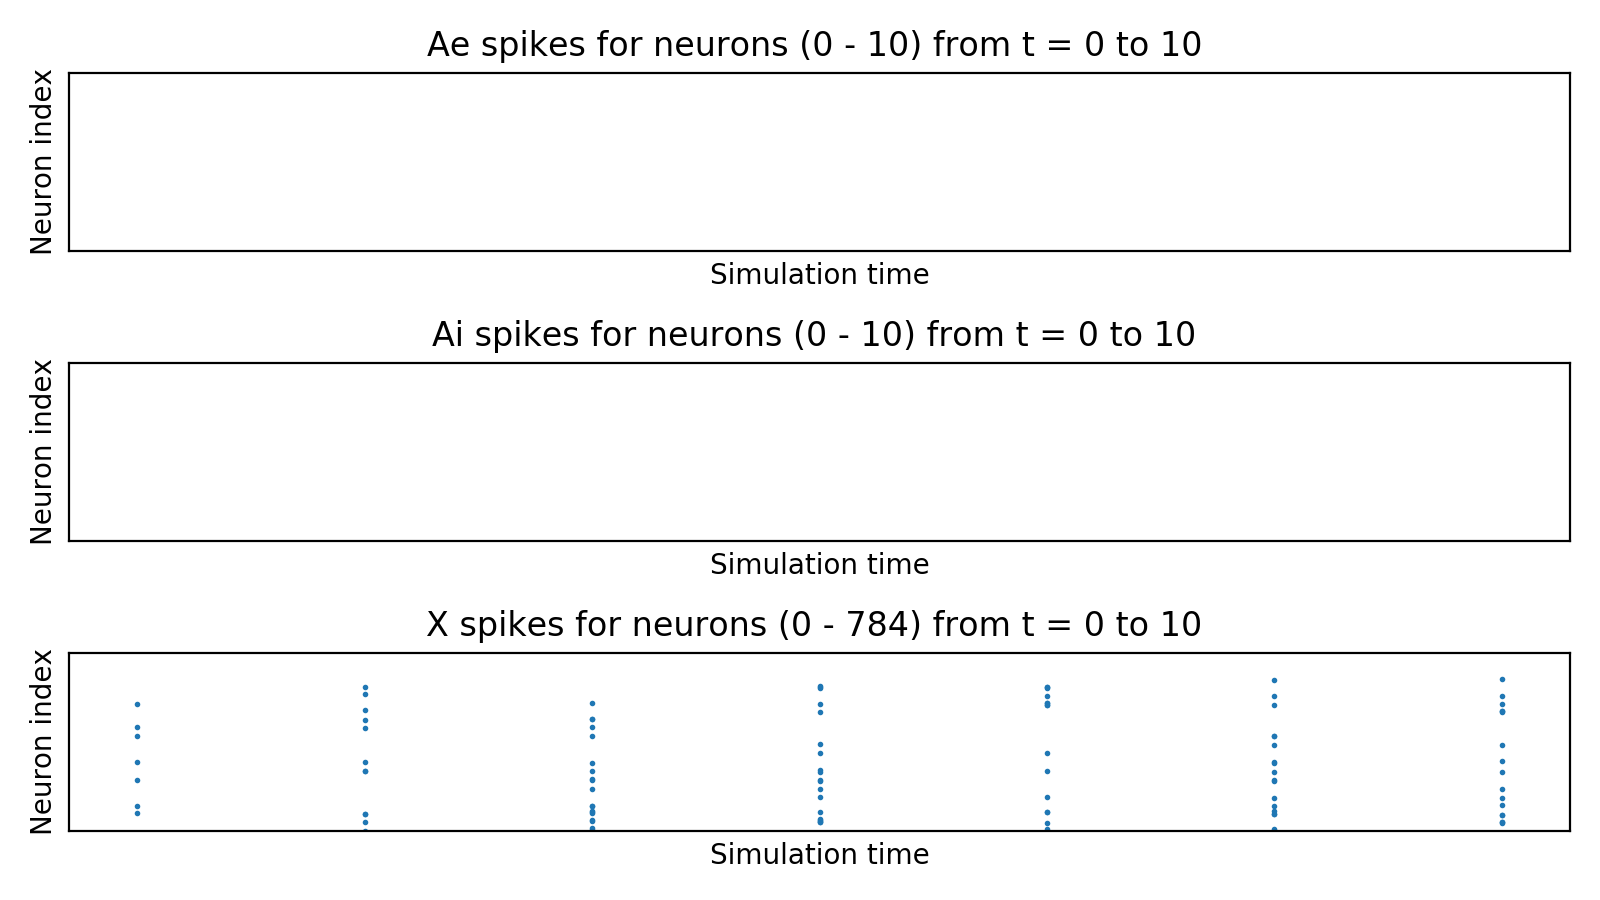 Ae spikes for neurons (0 - 10) from t = 0 to 10
Neuron index
Simulation time
Ai spikes for neurons (0 - 10) from t = 0 to 10
Neuron index
Simulation time
X spikes for neurons (0 - 784) from t = 0 to 10
Neuron index
Simulation time